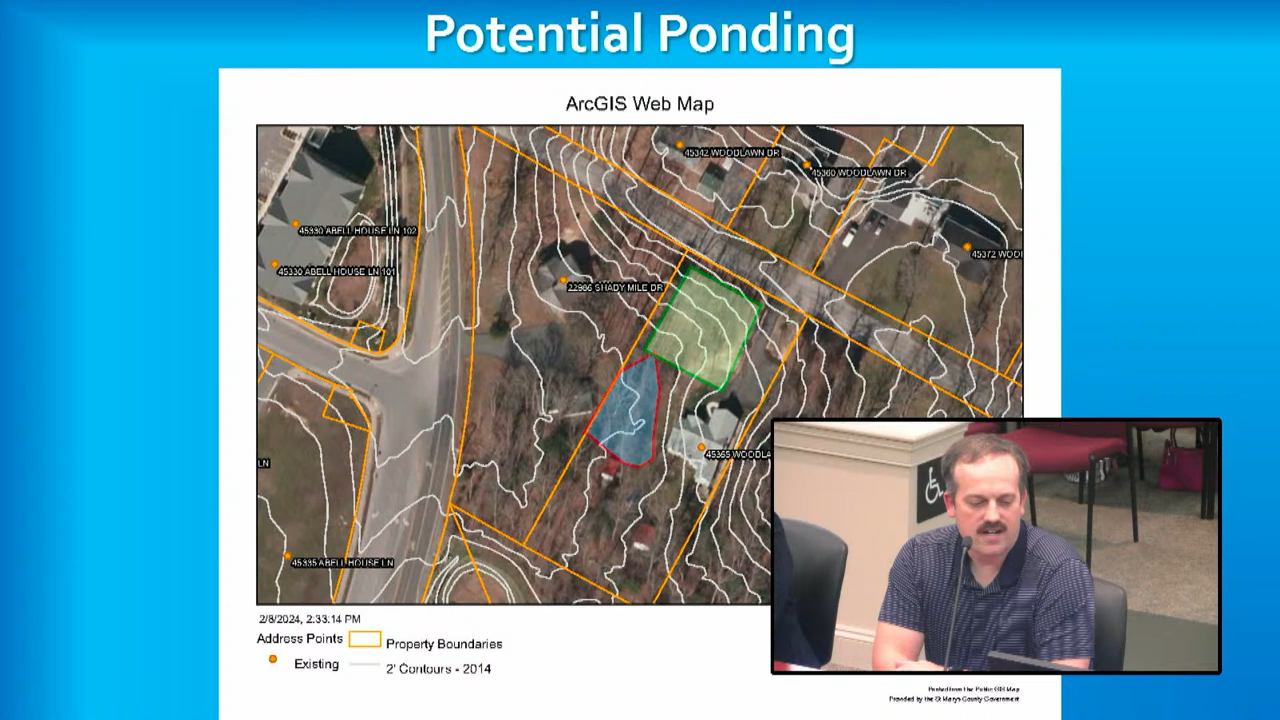 Potential Ponding
ArcGIS Web Map
45342 WOODLAWN DR
45360 WOODLAWN DR
45330 ABELL HOUSE LN 102
45372 WOO
45330 ABELL HOUSE LN 101
22986 SHADY MILE DR
45365 WOODLA
LN
45335 ABELL HOUSE LN
2/8/2024, 2:33:14 PM
Address Points
Existing
Property Boundaries
2' Contours - 2014
Printed from the Public GIS Map
Provided by the St Marys County Government